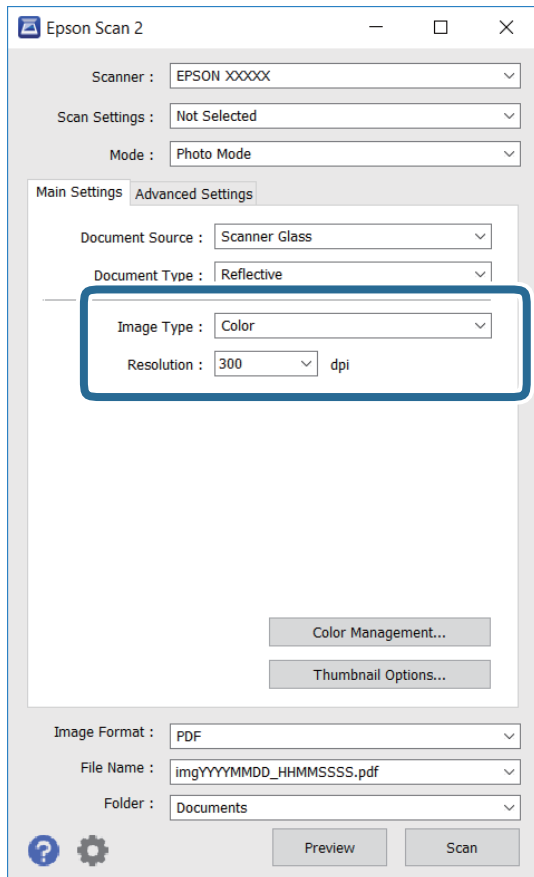 Epson Scan 2
Scanner : EPSON XXXXX
Scan Settings : Not Selected
Mode : Photo Mode
Main Settings Advanced Settings
Document Source : Scanner Glass
Document Type : Reflective
Image Type : Color
Resolution : 300 dpi
Color Management...
Thumbnail Options...
Image Format : PDF
File Name : imgYYYYMMDD_HHMMSSSS.pdf
Folder : Documents
? Preview Scan